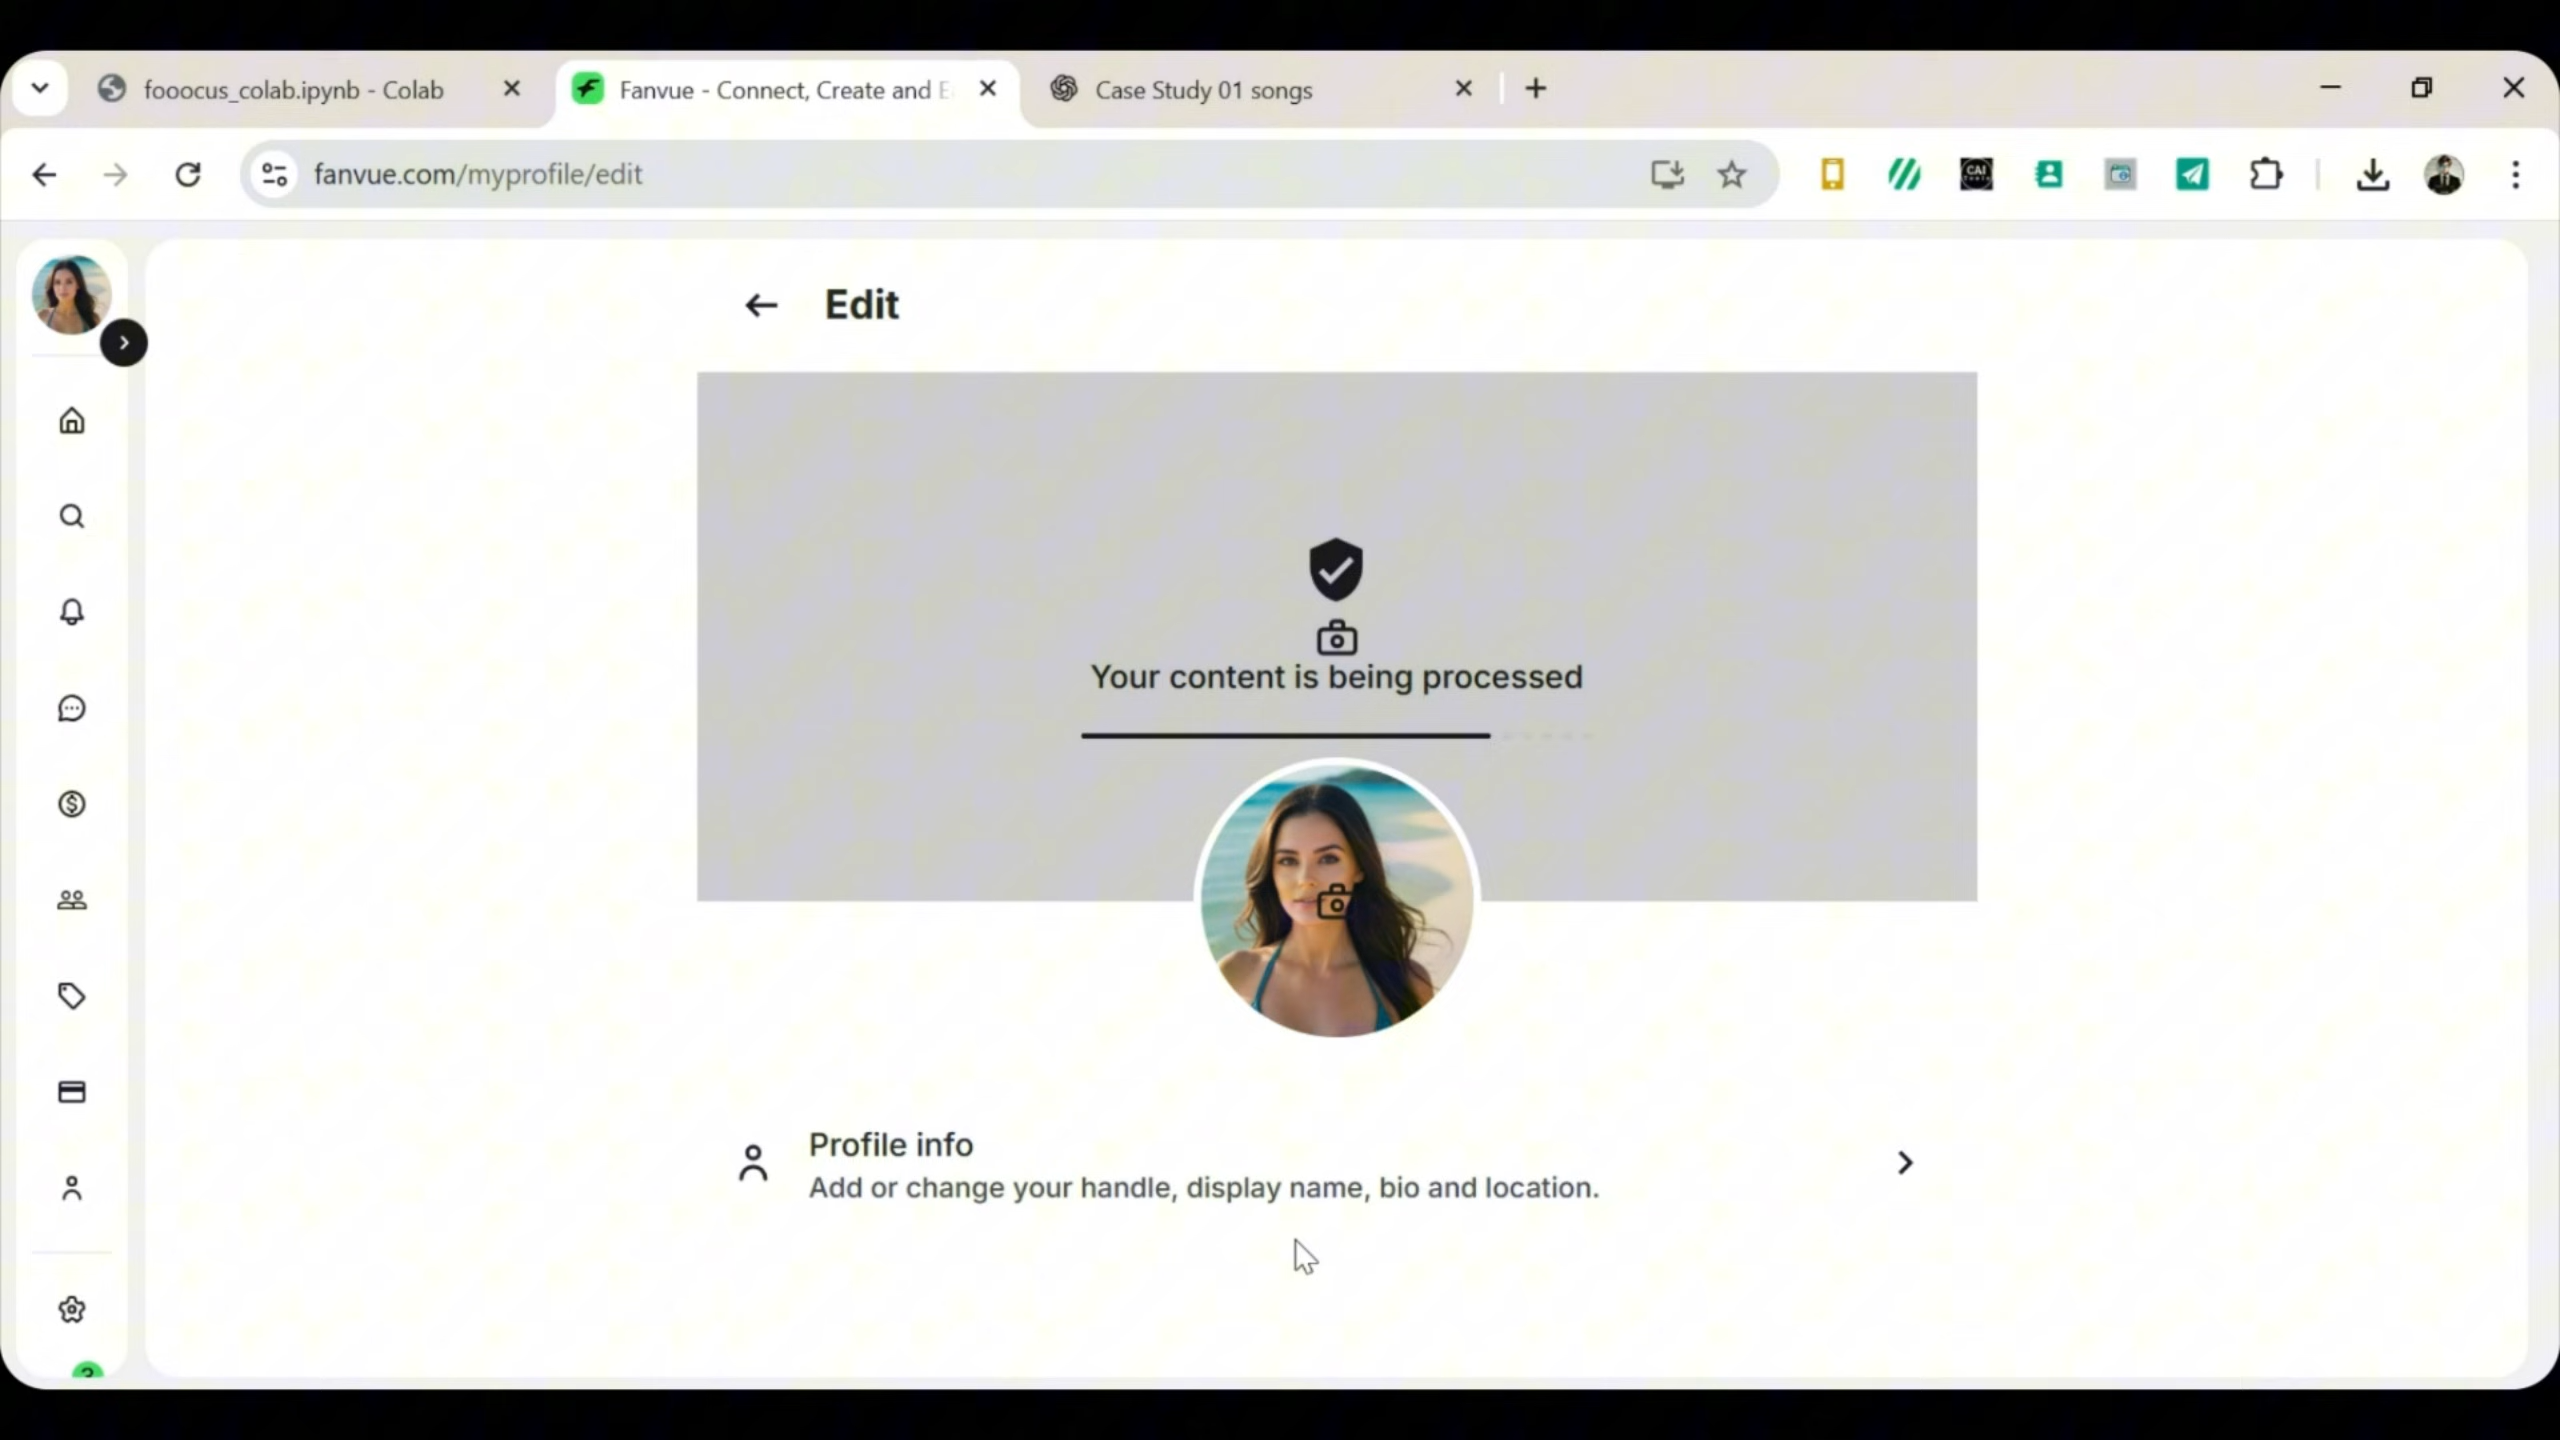 fooocus_colab.ipynb - Colab
Fanvue - Connect, Create and E
Case Study 01 songs
fanvue.com/myprofile/edit
CAI
Edit
Your content is being processed
Profile info
Add or change your handle, display name, bio and location.